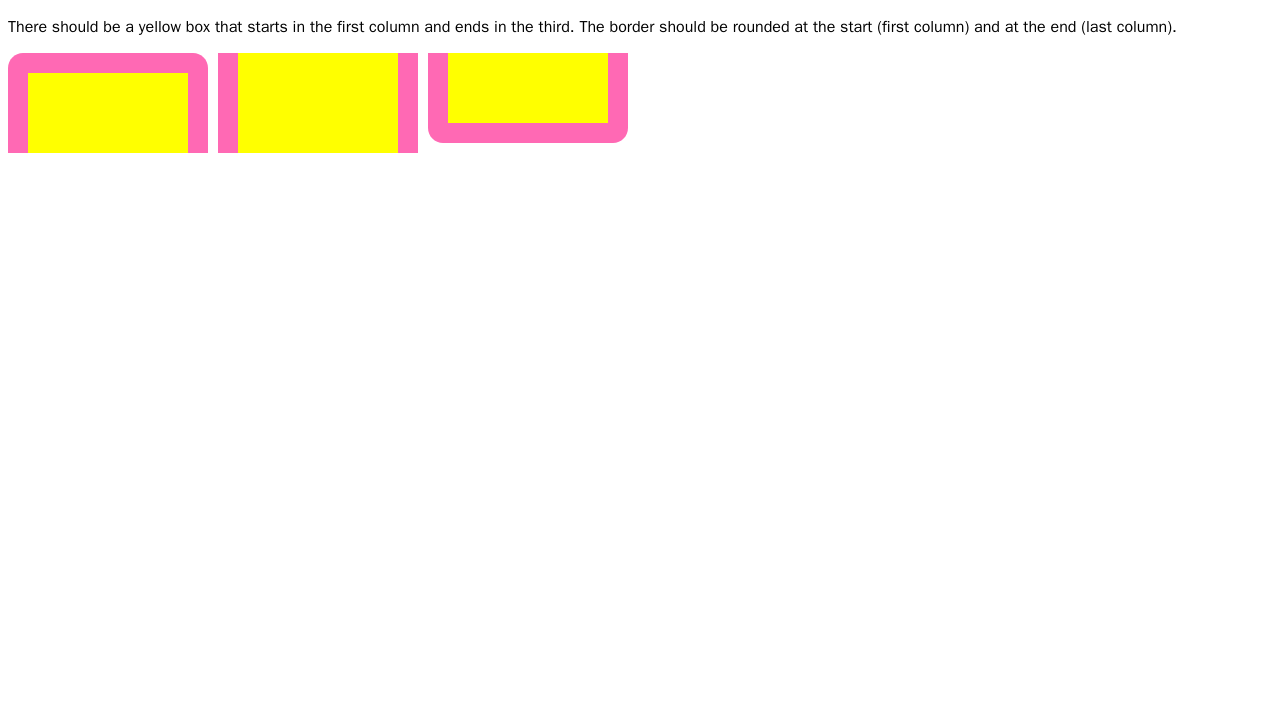 There should be a yellow box that starts in the first column and ends in the third. The border should be rounded at the start (first column) and at the end (last column).